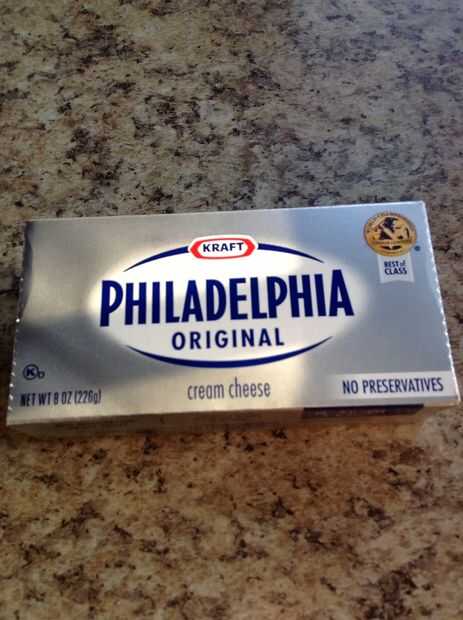 KRAFT
PHILADELPHIA
ORIGINAL
cream cheese
BEST of
CLASS
K D
NET WT 8 OZ (226g)
NO PRESERVATIVES